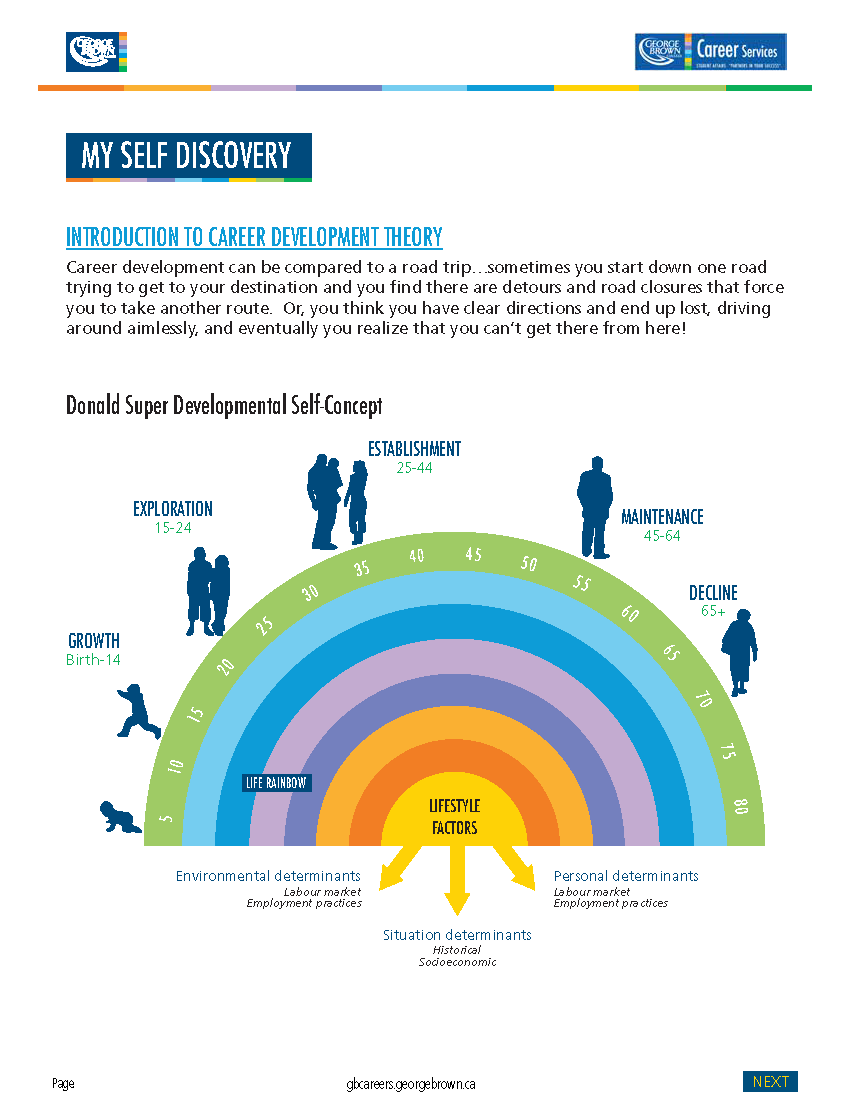 GEORGE
BROWN
GEORGE
BROWN
COLLEGE
Career Services
STUDENT AFFAIRS: "PARTNERS IN YOUR SUCCESS"
MY SELF DISCOVERY
INTRODUCTION TO CAREER DEVELOPMENT THEORY
Career development can be compared to a road trip…sometimes you start down one road
trying to get to your destination and you find there are detours and road closures that force
you to take another route.  Or, you think you have clear directions and end up lost, driving
around aimlessly, and eventually you realize that you can't get there from here!
Donald Super Developmental Self-Concept
ESTABLISHMENT
25-44
EXPLORATION
15-24
MAINTENANCE
45-64
DECLINE
65+
GROWTH
Birth-14
5
10
15
20
25
30
35
40
45
50
55
60
65
70
75
80
LIFE RAINBOW
LIFESTYLE
FACTORS
Environmental determinants
Labour market
Employment practices
Personal determinants
Labour market
Employment practices
Situation determinants
Historical
Socioeconomic
Page
gbcareers.georgebrown.ca
NEXT